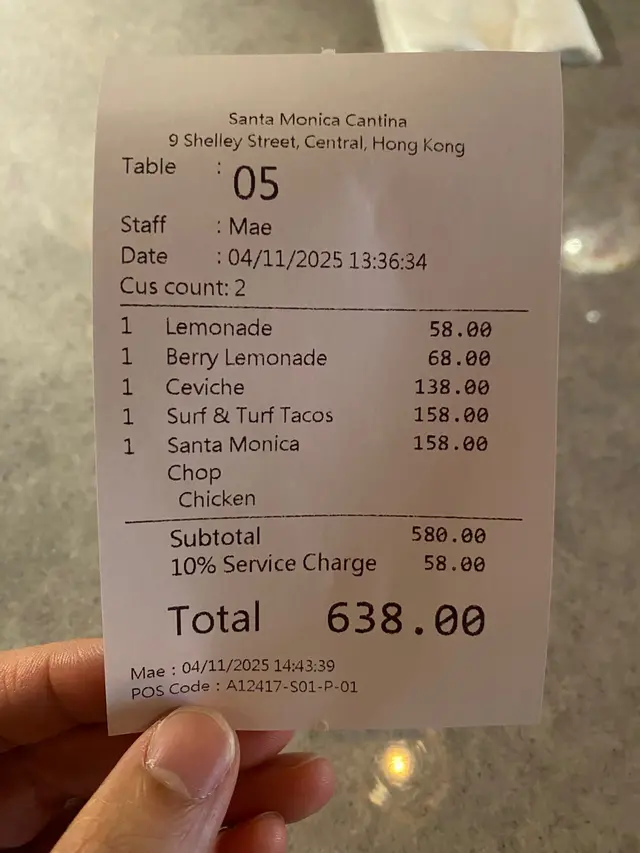 Santa Monica Cantina
9 Shelley Street, Central, Hong Kong
Table : 05
Staff : Mae
Date : 04/11/2025 13:36:34
Cus count: 2
1 Lemonade 58.00
1 Berry Lemonade 68.00
1 Ceviche 138.00
1 Surf & Turf Tacos 158.00
1 Santa Monica 158.00
Chop
Chicken
Subtotal 580.00
10% Service Charge 58.00
Total 638.00
Mae : 04/11/2025 14:43:39
POS Code : A12417-S01-P-01